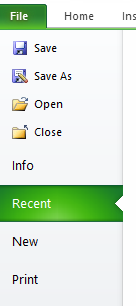 File Home Ins
Save
Save As
Open
Close
Info
Recent
New
Print